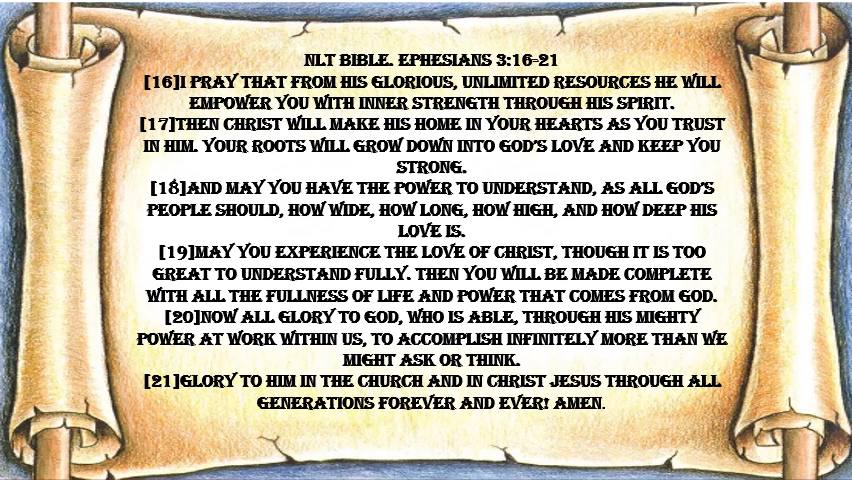 NLT BIBLE. EPHESIANS 3:16-21
[16]I PRAY THAT FROM HIS GLORIOUS, UNLIMITED RESOURCES HE WILL
EMPOWER YOU WITH INNER STRENGTH THROUGH HIS SPIRIT.
[17]THEN CHRIST WILL MAKE HIS HOME IN YOUR HEARTS AS YOU TRUST
IN HIM. YOUR ROOTS WILL GROW DOWN INTO GOD'S LOVE AND KEEP YOU
STRONG.
[18]AND MAY YOU HAVE THE POWER TO UNDERSTAND, AS ALL GOD'S
PEOPLE SHOULD, HOW WIDE, HOW LONG, HOW HIGH, AND HOW DEEP HIS
LOVE IS.
[19]MAY YOU EXPERIENCE THE LOVE OF CHRIST, THOUGH IT IS TOO
GREAT TO UNDERSTAND FULLY. THEN YOU WILL BE MADE COMPLETE
WITH ALL THE FULLNESS OF LIFE AND POWER THAT COMES FROM GOD.
[20]NOW ALL GLORY TO GOD, WHO IS ABLE, THROUGH HIS MIGHTY
POWER AT WORK WITHIN US, TO ACCOMPLISH INFINITELY MORE THAN WE
MIGHT ASK OR THINK.
[21]GLORY TO HIM IN THE CHURCH AND IN CHRIST JESUS THROUGH ALL
GENERATIONS FOREVER AND EVER! AMEN.